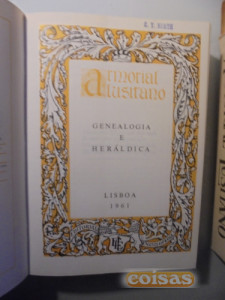 Armorial
Lusitano
GENEALOGIA
E
HERÁLDICA
LISBOA
1961
coisas